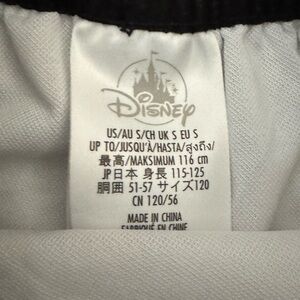 Disney
US/AU S/CH UK S EU S
UP TO/JUSQU'À/HASTA/สูงถึง/
最高/MAKSIMUM 116 cm
JP日本 身長 115-125
胴囲 51-57 サイズ120
CN 120/56
MADE IN CHINA
FABRIQUÉ EN CHINE